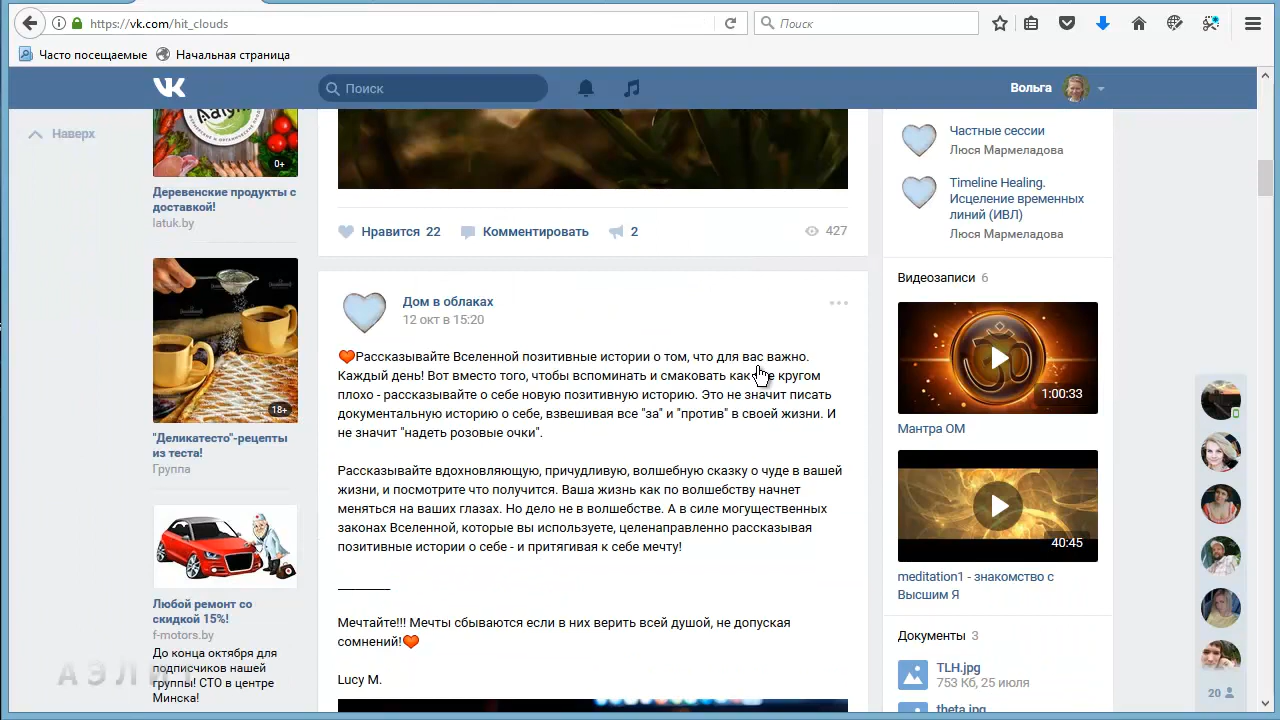 https://vk.com/hit_clouds
Поиск
Часто посещаемые
Начальная страница
Поиск
Вольга
Наверх
0+
Деревенские продукты с
доставкой!
latuk.by
18+
"Деликатесто"-рецепты
из теста!
Группа
Любой ремонт со
скидкой 15%!
f-motors.by
До конца октября для
подписчиков нашей
группы! СТО в центре
Минска!
Нравится 22
Комментировать
2
427
Дом в облаках
12 окт в 15:20
Рассказывайте Вселенной позитивные истории о том, что для вас важно.
Каждый день! Вот вместо того, чтобы вспоминать и смаковать как кругом
плохо - рассказывайте о себе новую позитивную историю. Это не значит писать
документальную историю о себе, взвешивая все "за" и "против" в своей жизни. И
не значит "надеть розовые очки".
Рассказывайте вдохновляющую, причудливую, волшебную сказку о чуде в вашей
жизни, и посмотрите что получится. Ваша жизнь как по волшебству начнет
меняться на ваших глазах. Но дело не в волшебстве. А в силе могущественных
законах Вселенной, которые вы используете, целенаправленно рассказывая
позитивные истории о себе - и притягивая к себе мечту!
________
Мечтайте!!! Мечты сбываются если в них верить всей душой, не допуская
сомнений!
Lucy M.
Частные сессии
Люся Мармеладова
Timeline Healing.
Исцеление временных
линий (ИВЛ)
Люся Мармеладова
Видеозаписи 6
1:00:33
Мантра ОМ
40:45
meditation1 - знакомство с
Высшим Я
Документы 3
TLH.jpg
753 Кб, 25 июля
theta.jpg
20